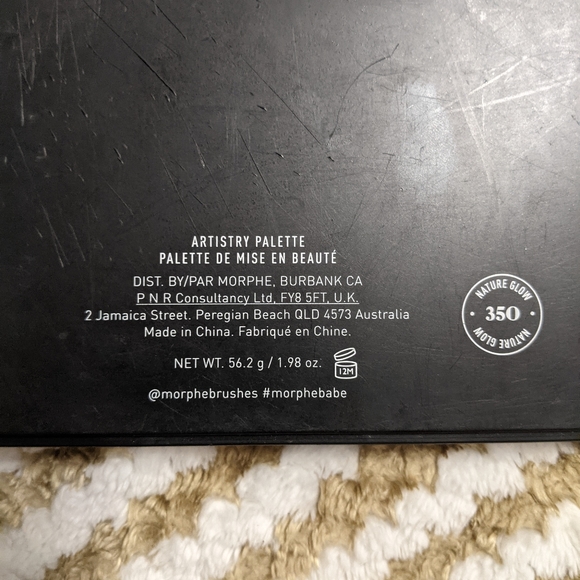 ARTISTRY PALETTE
PALETTE DE MISE EN BEAUTÉ
DIST. BY/PAR MORPHE, BURBANK CA
P N R Consultancy Ltd, FY8 5FT, U.K.
2 Jamaica Street. Peregian Beach QLD 4573 Australia
Made in China. Fabriqué en Chine.
NET WT. 56.2 g / 1.98 oz.
12M
@morphebrushes #morphebabe
NATURE GLOW
· 350 ·
NATURE GLOW